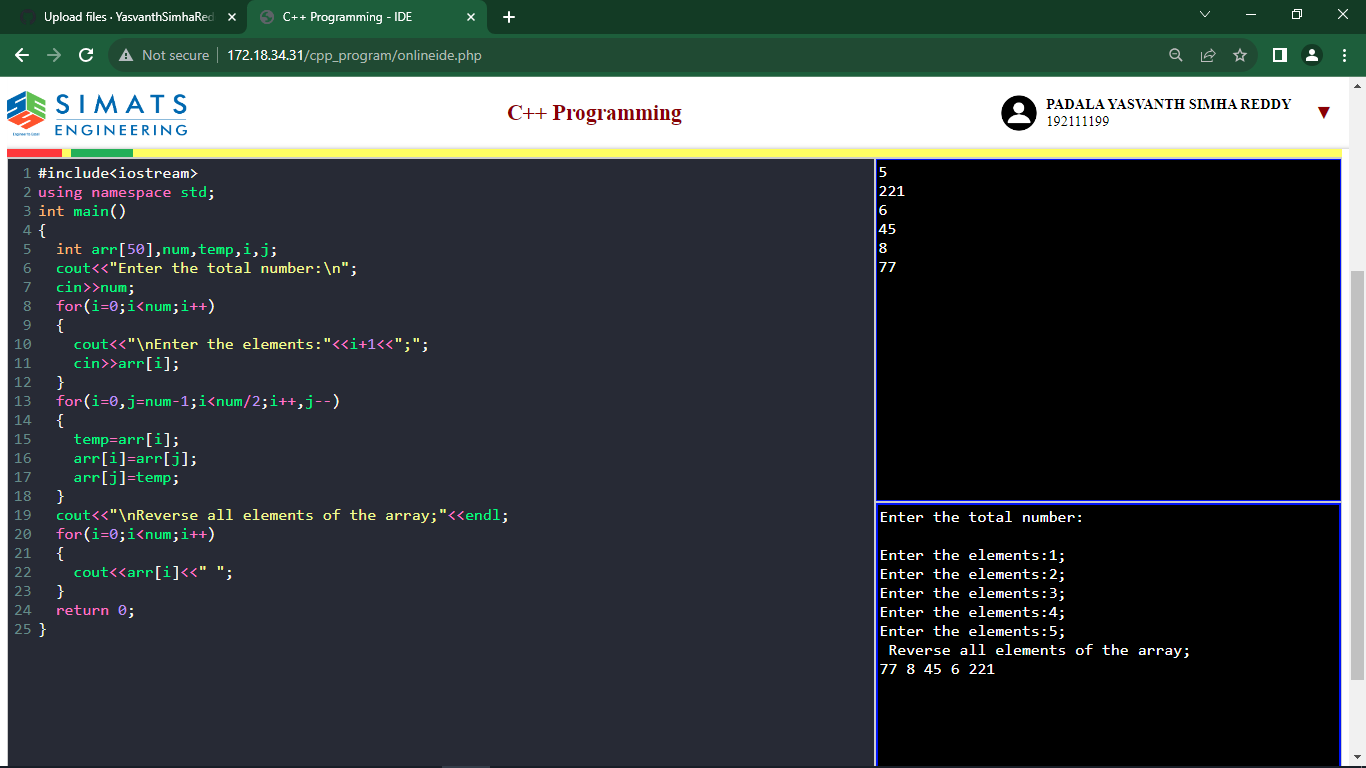 Upload files · YasvanthSimhaRed
C++ Programming - IDE
Not secure
172.18.34.31/cpp_program/onlineide.php
SIMATS
ENGINEERING
C++ Programming
PADALA YASVANTH SIMHA REDDY
192111199
1 #include<iostream>
2 using namespace std;
3 int main()
4 {
5   int arr[50],num,temp,i,j;
6   cout<<"Enter the total number:\n";
7   cin>>num;
8   for(i=0;i<num;i++)
9   {
10     cout<<"\nEnter the elements:"<<i+1<<";";
11     cin>>arr[i];
12   }
13   for(i=0,j=num-1;i<num/2;i++,j--)
14   {
15     temp=arr[i];
16     arr[i]=arr[j];
17     arr[j]=temp;
18   }
19   cout<<"\nReverse all elements of the array;"<<endl;
20   for(i=0;i<num;i++)
21   {
22     cout<<arr[i]<<" ";
23   }
24   return 0;
25 }
5
221
6
45
8
77
Enter the total number:
Enter the elements:1;
Enter the elements:2;
Enter the elements:3;
Enter the elements:4;
Enter the elements:5;
Reverse all elements of the array;
77 8 45 6 221